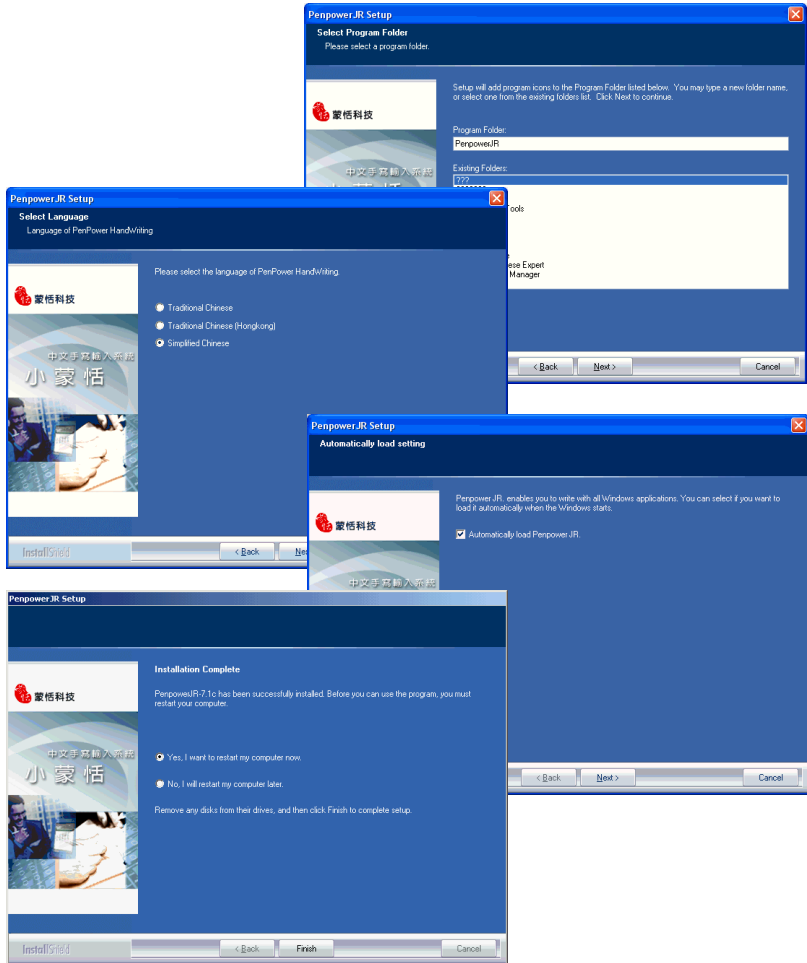 PenpowerJR Setup
Select Program Folder
Please select a program folder.
Setup will add program icons to the Program Folder listed below. You may type a new folder name,
or select one from the existing folders list. Click Next to continue.
蒙恬科技
Program Folder:
PenpowerJR
中文手寫輸入系統
Existing Folders:
???
Tools
ese Expert
Manager
< Back
Next >
Cancel
PenpowerJR Setup
Select Language
Language of PenPower HandWriting
Please select the language of PenPower HandWriting.
蒙恬科技
Traditional Chinese
Traditional Chinese (Hongkong)
Simplified Chinese
中文手寫輸入系統
小蒙恬
InstallShield
< Back
PenpowerJR Setup
Automatically load setting
Penpower JR. enables you to write with all Windows applications. You can select if you want to
load it automatically when the Windows starts.
蒙恬科技
Automatically load Penpower JR.
中文手寫輸入系統
< Back
Next >
Cancel
PenpowerJR Setup
Installation Complete
PenpowerJR-7.1c has been successfully installed. Before you can use the program, you must
restart your computer.
蒙恬科技
中文手寫輸入系統
小蒙恬
Yes, I want to restart my computer now.
No, I will restart my computer later.
Remove any disks from their drives, and then click Finish to complete setup.
InstallShield
< Back
Finish
Cancel